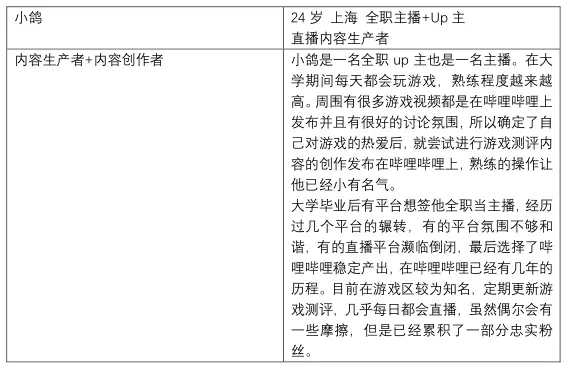 小鸽
24 岁 上海 全职主播+Up 主
直播内容生产者
内容生产者+内容创作者
小鸽是一名全职 up 主也是一名主播。在大
学期间每天都会玩游戏，熟练程度越来越
高。周围有很多游戏视频都是在哔哩哔哩上
发布并且有很好的讨论氛围，所以确定了自
己对游戏的热爱后，就尝试进行游戏测评内
容的创作发布在哔哩哔哩上，熟练的操作让
他已经小有名气。
大学毕业后有平台想签他全职当主播，经历
过几个平台的辗转，有的平台氛围不够和
谐，有的直播平台濒临倒闭，最后选择了哔
哩哔哩稳定产出，在哔哩哔哩已经有几年的
历程。目前在游戏区较为知名，定期更新游
戏测评，几乎每日都会直播，虽然偶尔会有
一些摩擦，但是已经累积了一部分忠实粉
丝。